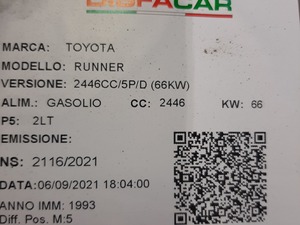 DISFACAR
MARCA: TOYOTA
MODELLO: RUNNER
VERSIONE: 2446CC/5P/D (66KW)
ALIM.: GASOLIO CC: 2446 KW: 66
P5: 2LT
EMISSIONE:
NS: 2116/2021
DATA:06/09/2021 18:04:00
ANNO IMM: 1993
Diff. Pos. M:5